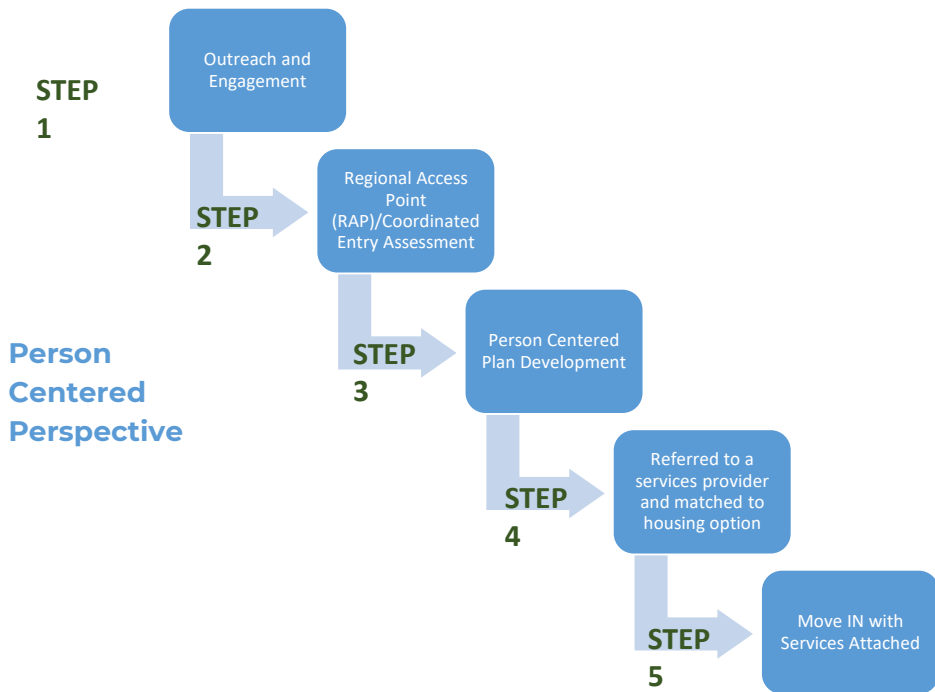 Outreach and
Engagement
STEP
1
Regional Access
Point
(RAP)/Coordinated
Entry Assessment
STEP
2
Person Centered
Plan Development
STEP
3
Person
Centered
Perspective
Referred to a
services provider
and matched to
housing option
STEP
4
Move IN with
Services Attached
STEP
5